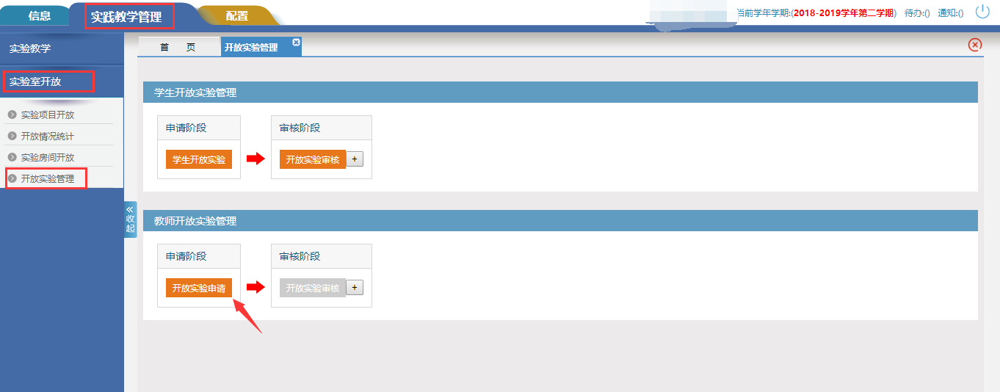 信息
实践教学管理
配置
当前学年学期:(2018-2019学年第二学期) 待办:() 通知:()
实验教学
实验室开放
实验项目开放
开放情况统计
实验房间开放
开放实验管理
收起
首 页
开放实验管理
学生开放实验管理
申请阶段
审核阶段
学生开放实验
开放实验审核 +
教师开放实验管理
申请阶段
审核阶段
开放实验申请
开放实验审核 +